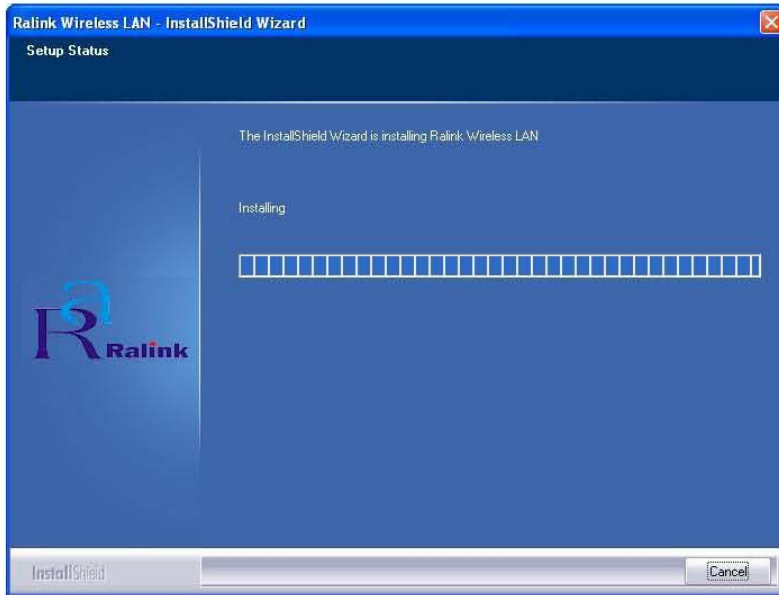 Ralink Wireless LAN - InstallShield Wizard
Setup Status
The InstallShield Wizard is installing Ralink Wireless LAN
Installing
Ra
Ralink
InstallShield
Cancel